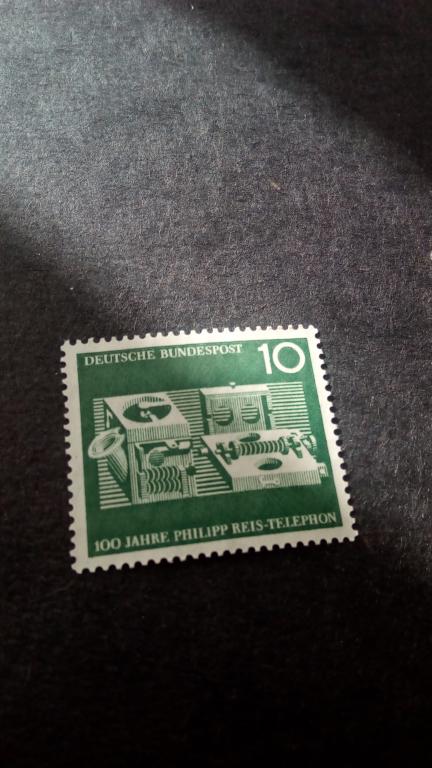 DEUTSCHE BUNDESPOST 10
100 JAHRE PHILIPP REIS-TELEPHON